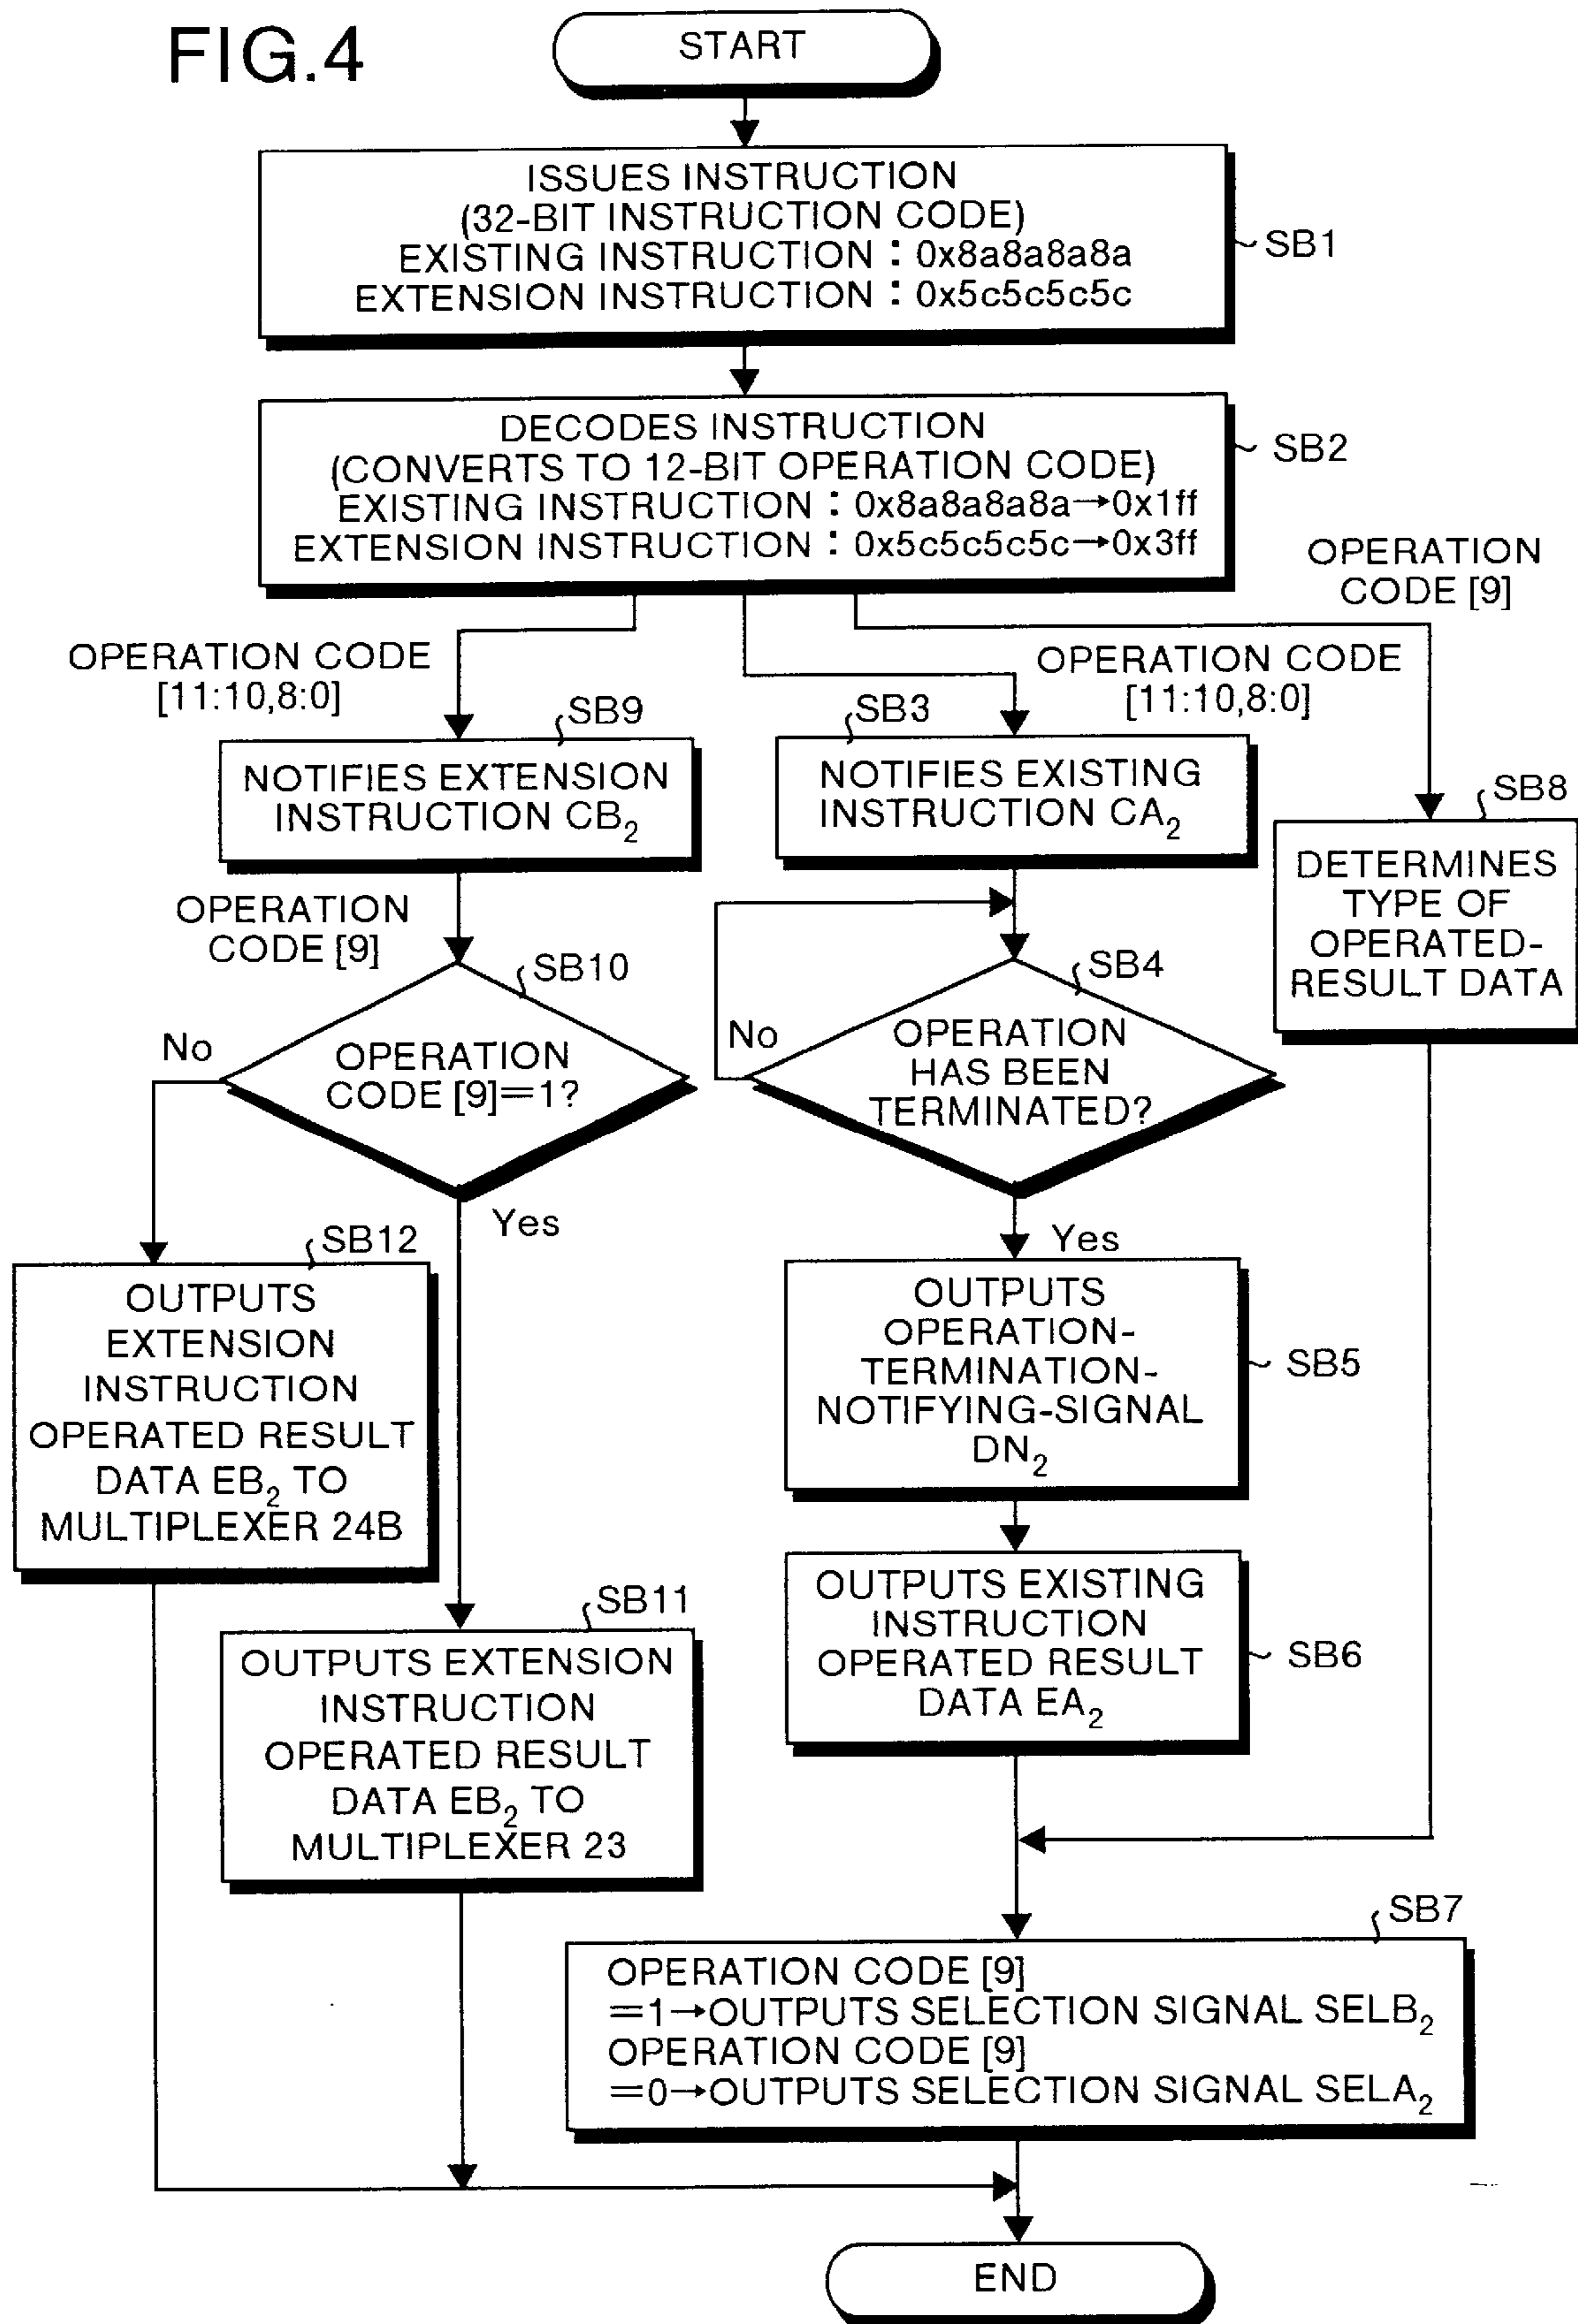 FIG.4
START
ISSUES INSTRUCTION
(32-BIT INSTRUCTION CODE)
EXISTING INSTRUCTION : 0x8a8a8a8a
EXTENSION INSTRUCTION : 0x5c5c5c5c
SB1
DECODES INSTRUCTION
(CONVERTS TO 12-BIT OPERATION CODE)
EXISTING INSTRUCTION : 0x8a8a8a8a→0x1ff
EXTENSION INSTRUCTION : 0x5c5c5c5c→0x3ff
SB2
OPERATION
CODE [9]
OPERATION CODE
[11:10,8:0]
OPERATION CODE
[11:10,8:0]
SB9
NOTIFIES EXTENSION
INSTRUCTION CB₂
SB3
NOTIFIES EXISTING
INSTRUCTION CA₂
SB8
DETERMINES
TYPE OF
OPERATED-
RESULT DATA
OPERATION
CODE [9]
SB10
OPERATION
CODE [9]=1?
No
Yes
SB4
OPERATION
HAS BEEN
TERMINATED?
No
Yes
SB12
OUTPUTS
EXTENSION
INSTRUCTION
OPERATED RESULT
DATA EB₂ TO
MULTIPLEXER 24B
SB5
OUTPUTS
OPERATION-
TERMINATION-
NOTIFYING-SIGNAL
DN₂
SB11
OUTPUTS EXTENSION
INSTRUCTION
OPERATED RESULT
DATA EB₂ TO
MULTIPLEXER 23
SB6
OUTPUTS EXISTING
INSTRUCTION
OPERATED RESULT
DATA EA₂
SB7
OPERATION CODE [9]
=1→OUTPUTS SELECTION SIGNAL SELB₂
OPERATION CODE [9]
=0→OUTPUTS SELECTION SIGNAL SELA₂
END